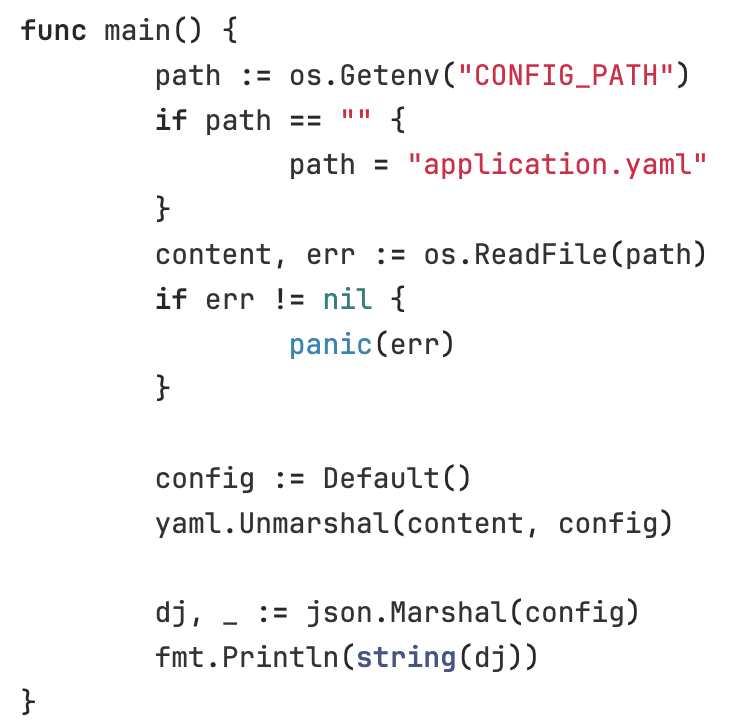 func main() {
        path := os.Getenv("CONFIG_PATH")
        if path == "" {
                path = "application.yaml"
        }
        content, err := os.ReadFile(path)
        if err != nil {
                panic(err)
        }

        config := Default()
        yaml.Unmarshal(content, config)

        dj, _ := json.Marshal(config)
        fmt.Println(string(dj))
}